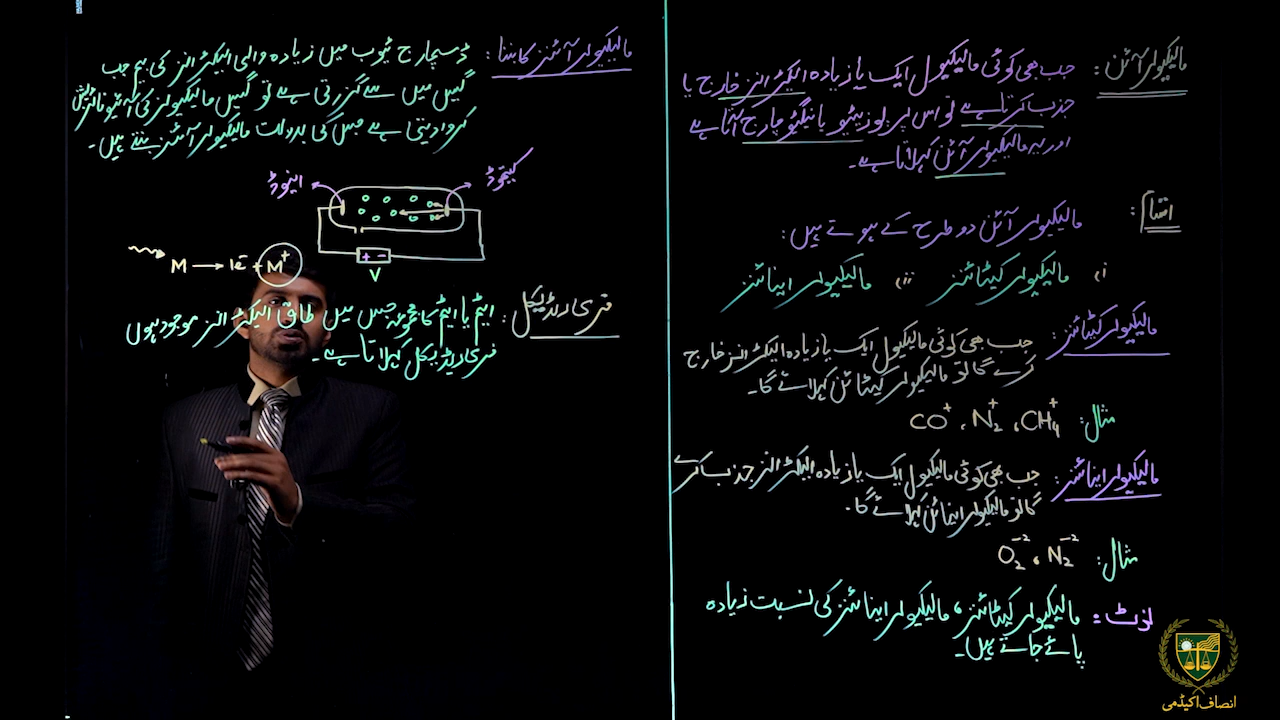 مالیکیولر آئن:
جب بھی کوئی مالیکیول ایک یا زیادہ الیکٹرانز خارج یا
جذب کرتا ہے تو اس پر پوزیٹیو یا نیگٹیو چارج آتا ہے
اور یہ مالیکیولر آئن کہلاتا ہے۔
اقسام:
مالیکیولر آئن دو طرح کے ہوتے ہیں:
i, مالیکیولر کیٹائنز ii, مالیکیولر اینائنز
مالیکیولر کیٹائنز:
جب بھی کوئی مالیکیول ایک یا زیادہ الیکٹرانز خارج
کرے گا تو مالیکیولر کیٹائن کہلائے گا۔
مثال: CH₄⁺ ، N₂⁺ ، CO⁺
مالیکیولر اینائنز:
جب بھی کوئی مالیکیول ایک یا زیادہ الیکٹرانز جذب کرے
گا تو مالیکیولر اینائن کہلائے گا۔
مثال: N₂⁻² ، O₂⁻²
نوٹ: مالیکیولر کیٹائنز، مالیکیولر اینائنز کی نسبت زیادہ
پائے جاتے ہیں۔
مالیکیولر آئنز کا بننا:
ڈسچارج ٹیوب میں زیادہ والی الیکٹرانز کی بیم جب
گیس میں سے گزرتی ہے تو گیس مالیکیولز کی آئیونائزیشن
کروا دیتی ہے جس کی بدولت مالیکیولر آئنز بنتے ہیں۔
کیتھوڈ
اینوڈ
+ −
V
M → 1e⁻ + M⁺
فری ریڈیکل:
ایٹم یا ایٹم کا مجموعہ جس میں طاق الیکٹرانز موجود ہوں
فری ریڈیکل کہلاتا ہے۔
انصاف اکیڈمی